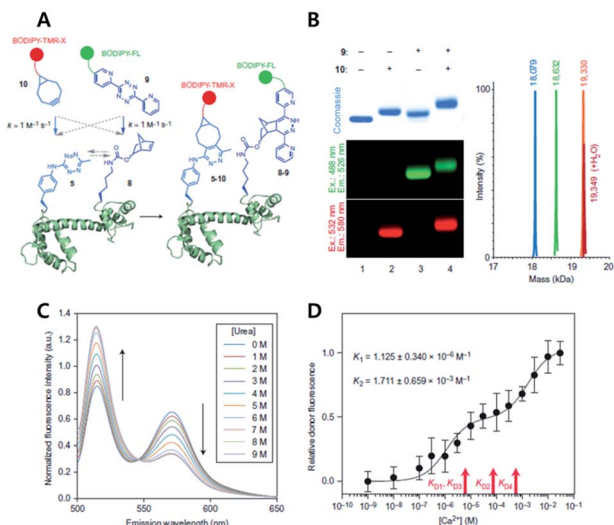 A
BODIPY-TMR-X
BODIPY-FL
10
9
k = 1 M⁻¹ s⁻¹
k = 1 M⁻¹ s⁻¹
5
8
BODIPY-TMR-X
BODIPY-FL
5-10
8-9
B
9: – – + +
10: – + – +
Coomassie
Ex.: 488 nm
Em.: 526 nm
Ex.: 532 nm
Em.: 580 nm
1 2 3 4
Intensity (%)
100
50
0
18,079
18,632
19,330
19,349 (+H₂O)
17 18 19 20
Mass (kDa)
C
Normalized fluorescence intensity (a.u.)
1.4
1.2
1.0
0.8
0.6
0.4
0.2
0
500 550 600 650
Emission wavelength (nm)
[Urea]
0 M
1 M
2 M
3 M
4 M
5 M
6 M
7 M
8 M
9 M
D
Relative donor fluorescence
1.0
0.5
0.0
K₁ = 1.125 ± 0.340 × 10⁻⁶ M⁻¹
K₂ = 1.711 ± 0.659 × 10⁻³ M⁻¹
K_D1, K_D3 K_D2 K_D4
10⁻¹⁰ 10⁻⁹ 10⁻⁸ 10⁻⁷ 10⁻⁶ 10⁻⁵ 10⁻⁴ 10⁻³ 10⁻² 10⁻¹
[Ca²⁺] (M)